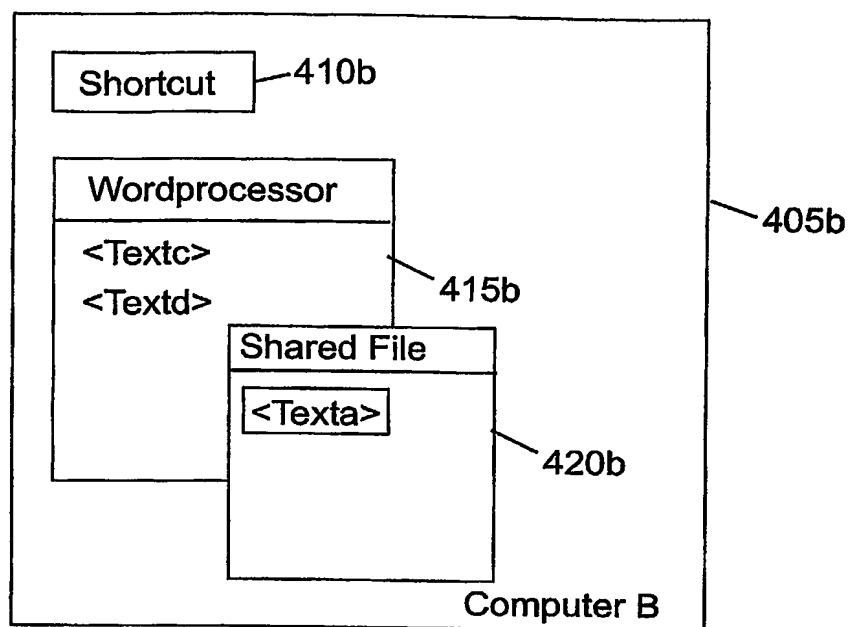 Shortcut
410b
Wordprocessor
405b
<Textc>
415b
<Textd>
Shared File
<Texta>
420b
Computer B